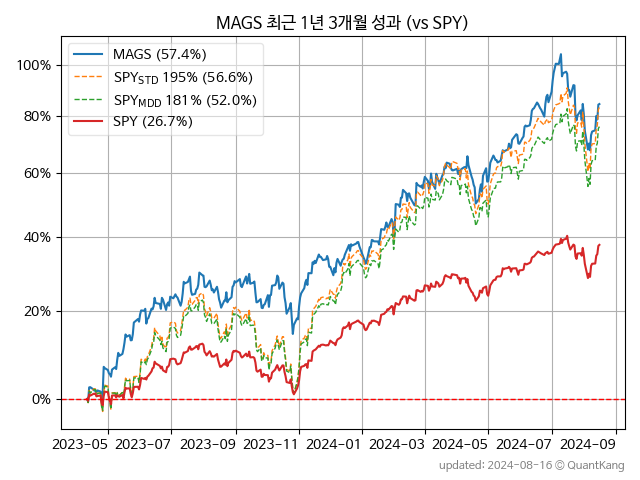 MAGS 최근 1년 3개월 성과 (vs SPY)
MAGS (57.4%)
SPY_STD 195% (56.6%)
SPY_MDD 181% (52.0%)
SPY (26.7%)
100%
80%
60%
40%
20%
0%
2023-05 2023-07 2023-09 2023-11 2024-01 2024-03 2024-05 2024-07 2024-09
updated: 2024-08-16 © QuantKang